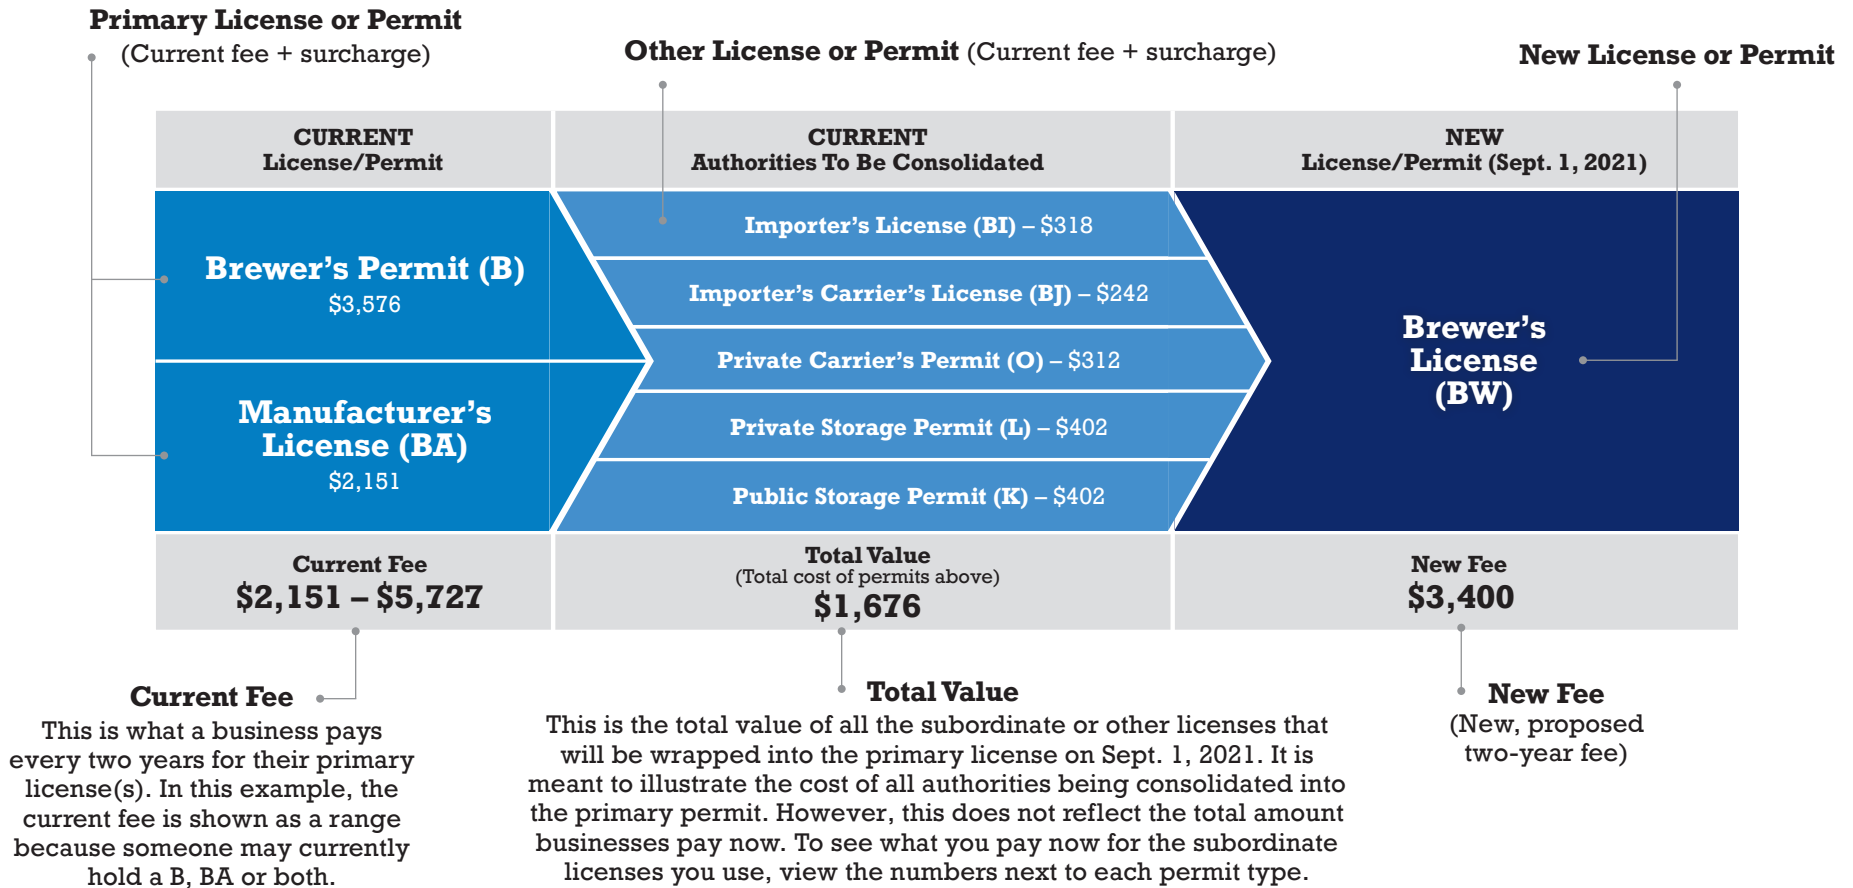 Primary License or Permit
(Current fee + surcharge)
Other License or Permit (Current fee + surcharge)
New License or Permit
CURRENT
License/Permit
CURRENT
Authorities To Be Consolidated
NEW
License/Permit (Sept. 1, 2021)
Brewer's Permit (B)
$3,576
Manufacturer's
License (BA)
$2,151
Importer's License (BI) – $318
Importer's Carrier's License (BJ) – $242
Private Carrier's Permit (O) – $312
Private Storage Permit (L) – $402
Public Storage Permit (K) – $402
Brewer's
License
(BW)
Current Fee
$2,151 – $5,727
Total Value
(Total cost of permits above)
$1,676
New Fee
$3,400
Current Fee
This is what a business pays
every two years for their primary
license(s). In this example, the
current fee is shown as a range
because someone may currently
hold a B, BA or both.
Total Value
This is the total value of all the subordinate or other licenses that
will be wrapped into the primary license on Sept. 1, 2021. It is
meant to illustrate the cost of all authorities being consolidated into
the primary permit. However, this does not reflect the total amount
businesses pay now. To see what you pay now for the subordinate
licenses you use, view the numbers next to each permit type.
New Fee
(New, proposed
two-year fee)